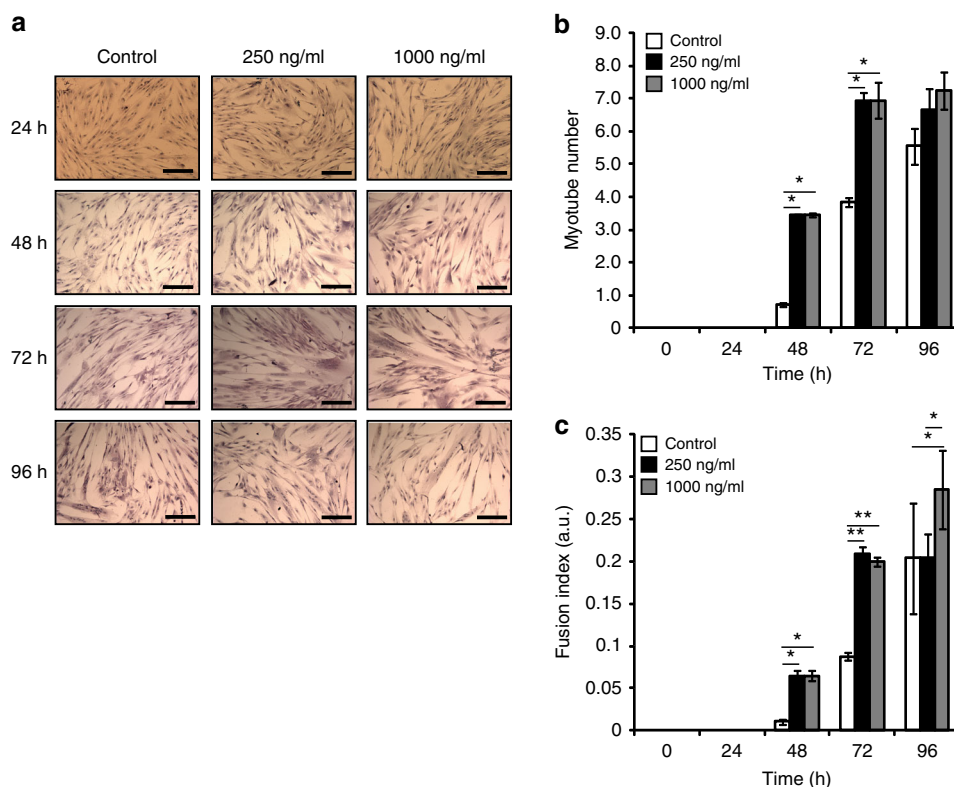 a
Control 250 ng/ml 1000 ng/ml
24 h
48 h
72 h
96 h
b
Control
250 ng/ml
1000 ng/ml
Myotube number
9.0
8.0
7.0
6.0
5.0
4.0
3.0
2.0
1.0
0
* *
* *
0 24 48 72 96
Time (h)
c
Control
250 ng/ml
1000 ng/ml
Fusion index (a.u.)
0.35
0.3
0.25
0.2
0.15
0.1
0.05
0
* *
** **
* *
0 24 48 72 96
Time (h)